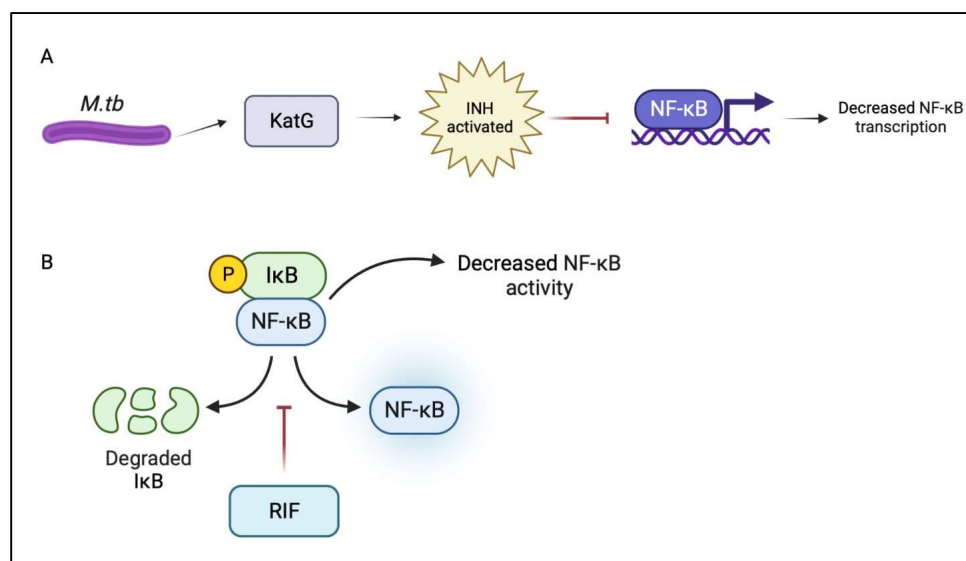 A
M.tb
KatG
INH
activated
NF-κB
Decreased NF-κB
transcription
B
P
IκB
NF-κB
Decreased NF-κB
activity
NF-κB
Degraded
IκB
RIF